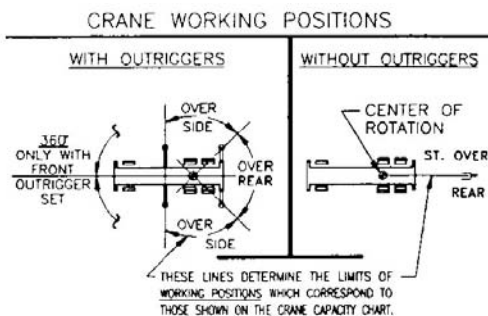 CRANE WORKING POSITIONS
WITH OUTRIGGERS
WITHOUT OUTRIGGERS
OVER
SIDE
360°
ONLY WITH
FRONT
OUTRIGGER
SET
OVER
REAR
OVER
SIDE
CENTER OF
ROTATION
ST. OVER
REAR
THESE LINES DETERMINE THE LIMITS OF
WORKING POSITIONS WHICH CORRESPOND TO
THOSE SHOWN ON THE CRANE CAPACITY CHART.